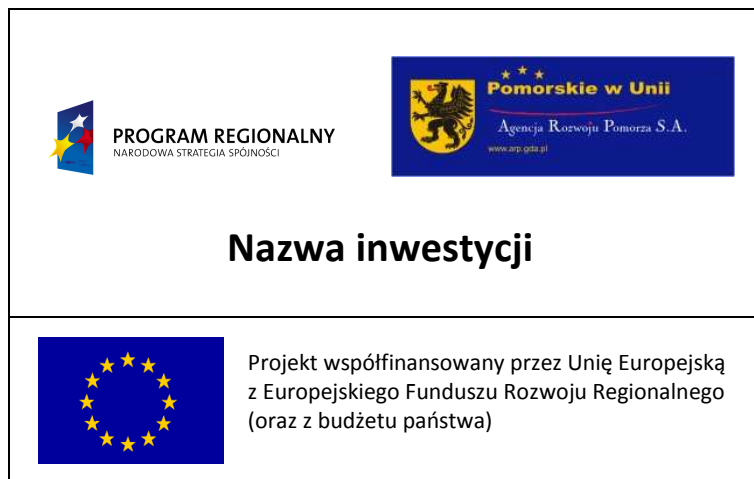 PROGRAM REGIONALNY
NARODOWA STRATEGIA SPÓJNOŚCI
Pomorskie w Unii
Agencja Rozwoju Pomorza S.A.
www.arp.gda.pl
Nazwa inwestycji
Projekt współfinansowany przez Unię Europejską
z Europejskiego Funduszu Rozwoju Regionalnego
(oraz z budżetu państwa)